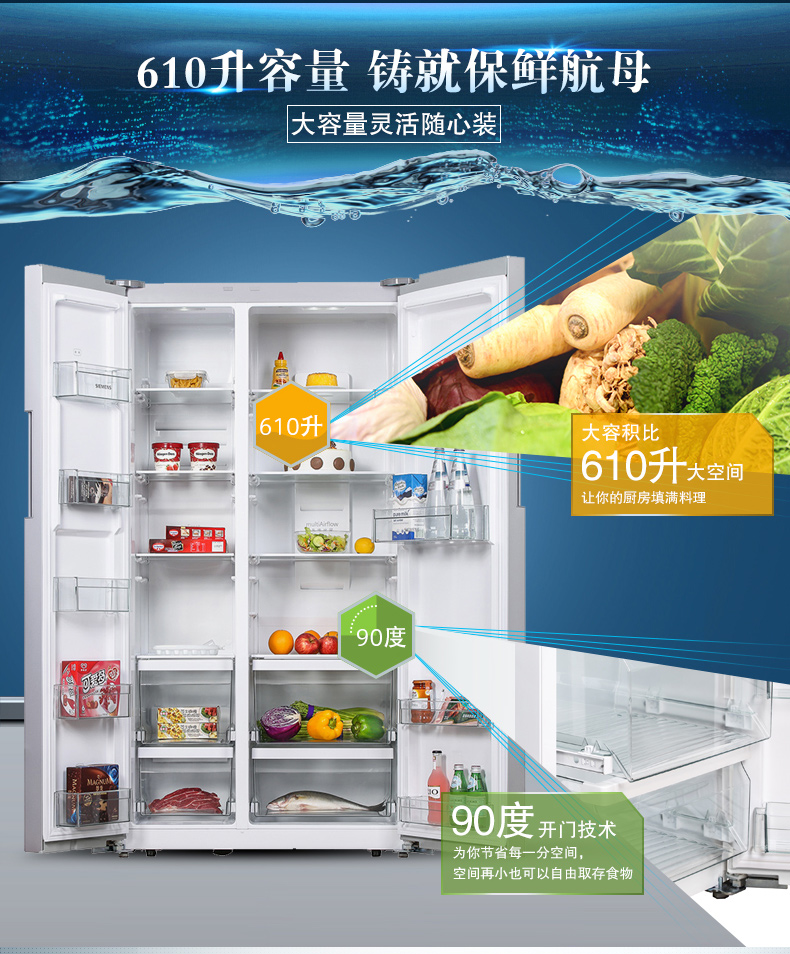 610升容量 铸就保鲜航母
大容量灵活随心装
SIEMENS
610升
大容积比
610升大空间
让你的厨房填满料理
multiAirflow
90度
MAGNUM
90度开门技术
为你节省每一分空间，
空间再小也可以自由取存食物